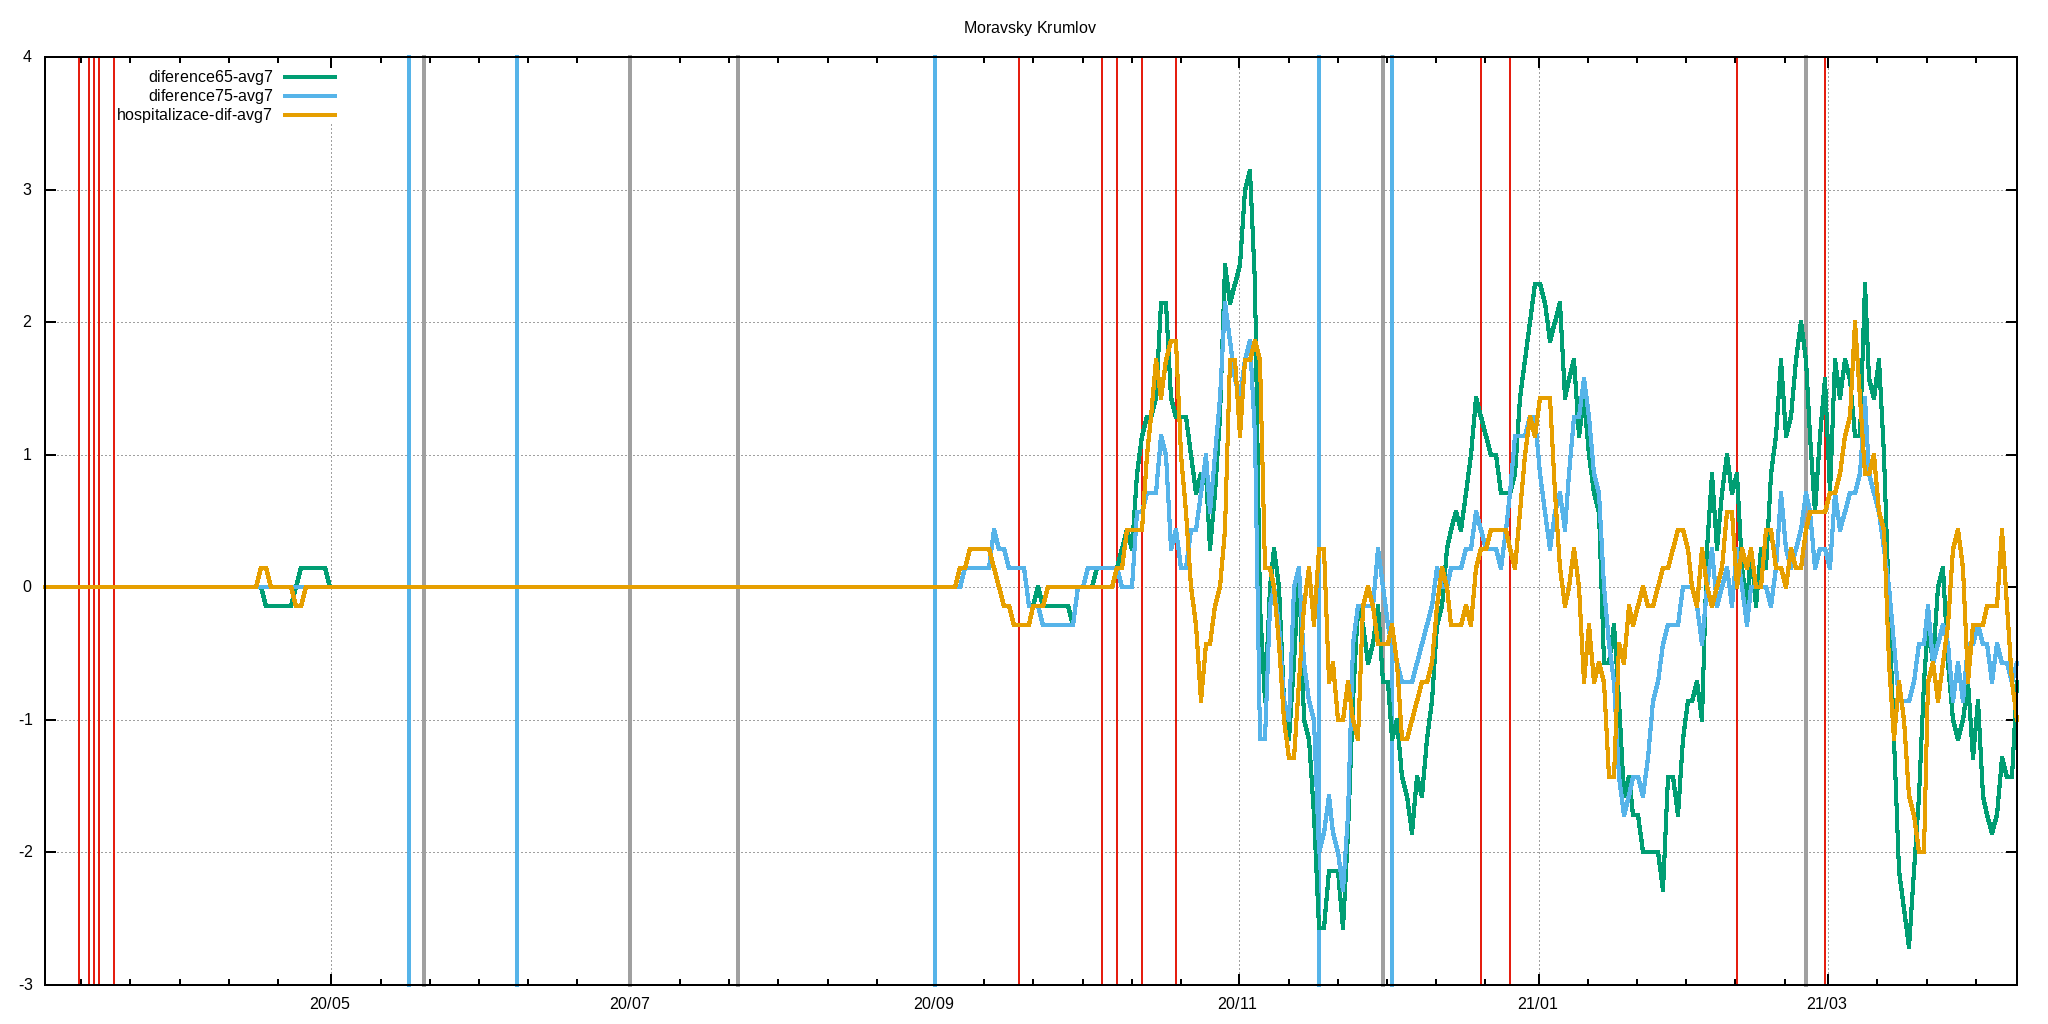 Moravsky Krumlov
4
diference65-avg7
diference75-avg7
hospitalizace-dif-avg7
3
2
1
0
-1
-2
-3
20/05 20/07 20/09 20/11 21/01 21/03